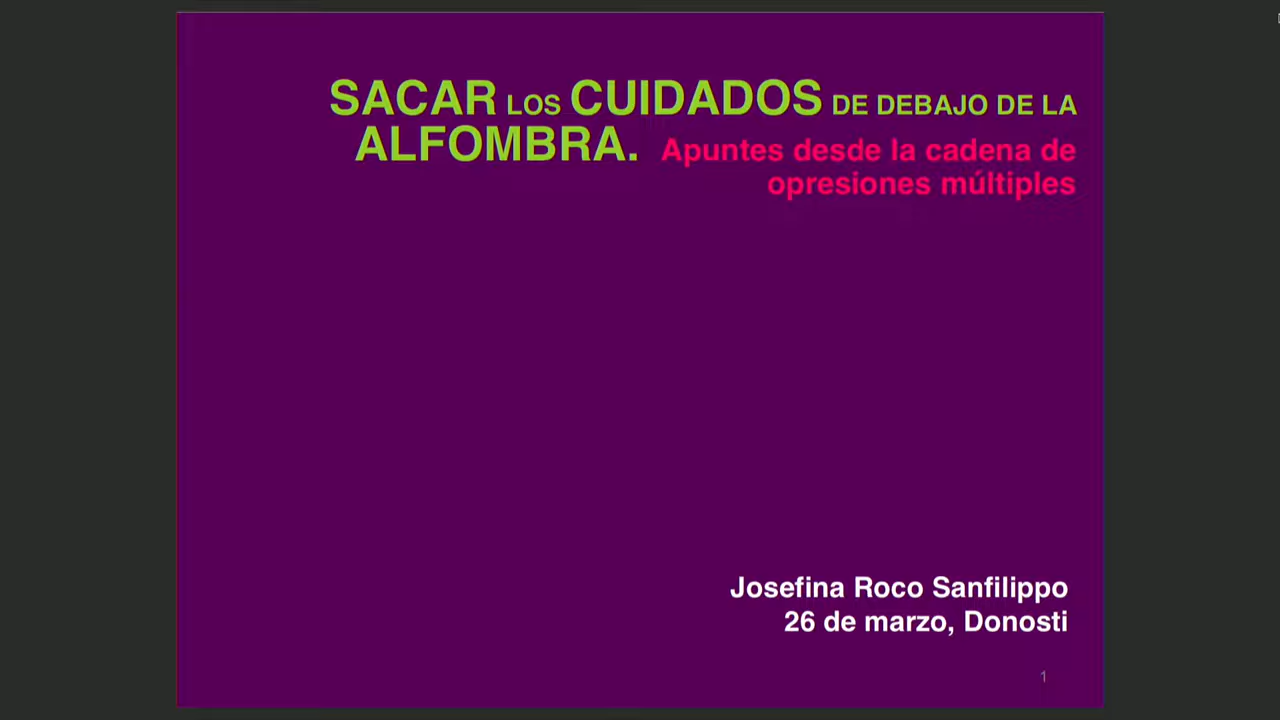 SACAR LOS CUIDADOS DE DEBAJO DE LA
ALFOMBRA. Apuntes desde la cadena de
opresiones múltiples
Josefina Roco Sanfilippo
26 de marzo, Donosti
1